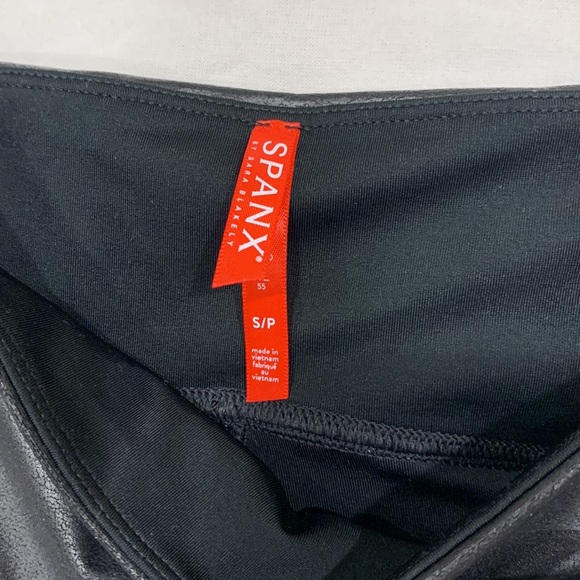 SPANX®
BY SARA BLAKELY
55
S/P
made in
vietnam
fabriqué
au
vietnam